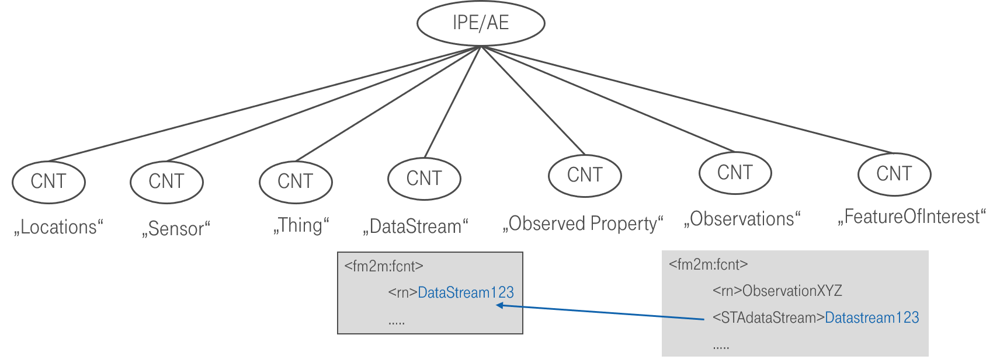 IPE/AE
CNT
CNT
CNT
CNT
CNT
CNT
CNT
„Locations“
„Sensor“
„Thing“
„DataStream“
„Observed Property“
„Observations“
„FeatureOfInterest“
<fm2m:fcnt>
<rn>DataStream123
.....
<fm2m:fcnt>
<rn>ObservationXYZ
<STAdataStream>Datastream123
.....